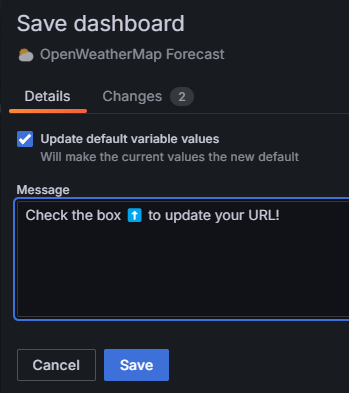 Save dashboard
OpenWeatherMap Forecast
Details Changes 2
Update default variable values
Will make the current values the new default
Message
Check the box ⬆️ to update your URL!
Cancel Save